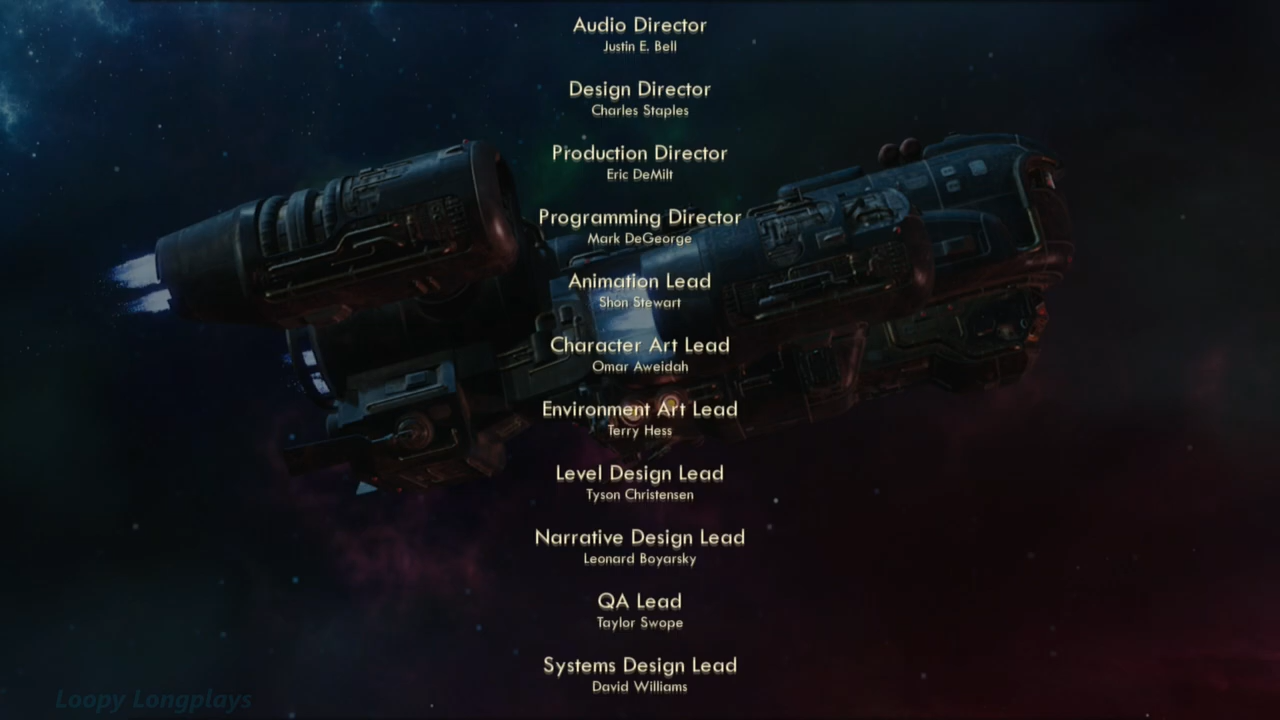 Audio Director
Justin E. Bell
Design Director
Charles Staples
Production Director
Eric DeMilt
Programming Director
Mark DeGeorge
Animation Lead
Shon Stewart
Character Art Lead
Omar Aweidah
Environment Art Lead
Terry Hess
Level Design Lead
Tyson Christensen
Narrative Design Lead
Leonard Boyarsky
QA Lead
Taylor Swope
Systems Design Lead
David Williams
Loopy Longplays